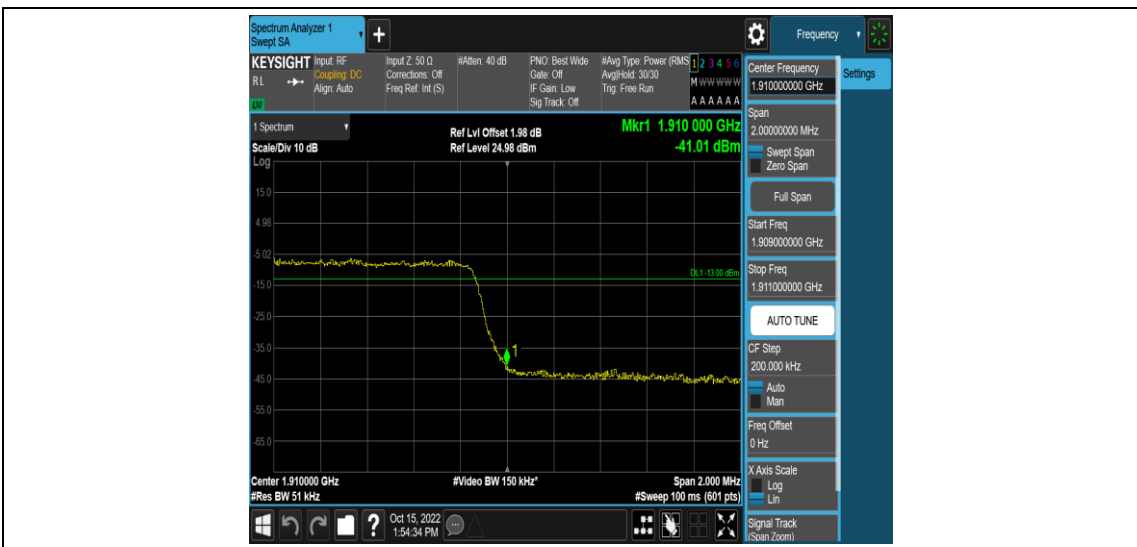 Spectrum Analyzer 1
Swept SA
+
Frequency
KEYSIGHT
RL
LXI
Input: RF
Coupling: DC
Align: Auto
Input Z: 50 Ω
Corrections: Off
Freq Ref: Int (S)
#Atten: 40 dB
PNO: Best Wide
Gate: Off
IF Gain: Low
Sig Track: Off
#Avg Type: Power (RMS
Avg|Hold: 30/30
Trig: Free Run
1 2 3 4 5 6
M W W W W W
A A A A A A
1 Spectrum
Scale/Div 10 dB
Log
Ref Lvl Offset 1.98 dB
Ref Level 24.98 dBm
Mkr1 1.910 000 GHz
-41.01 dBm
15.0
4.98
-5.02
-15.0
-25.0
-35.0
-45.0
-55.0
-65.0
DL1 -13.00 dBm
1
Center 1.910000 GHz
#Res BW 51 kHz
#Video BW 150 kHz*
Span 2.000 MHz
#Sweep 100 ms (601 pts)
?
Oct 15, 2022
1:54:34 PM
Center Frequency
1.910000000 GHz
Settings
Span
2.00000000 MHz
Swept Span
Zero Span
Full Span
Start Freq
1.909000000 GHz
Stop Freq
1.911000000 GHz
AUTO TUNE
CF Step
200.000 kHz
Auto
Man
Freq Offset
0 Hz
X Axis Scale
Log
Lin
Signal Track
(Span Zoom)